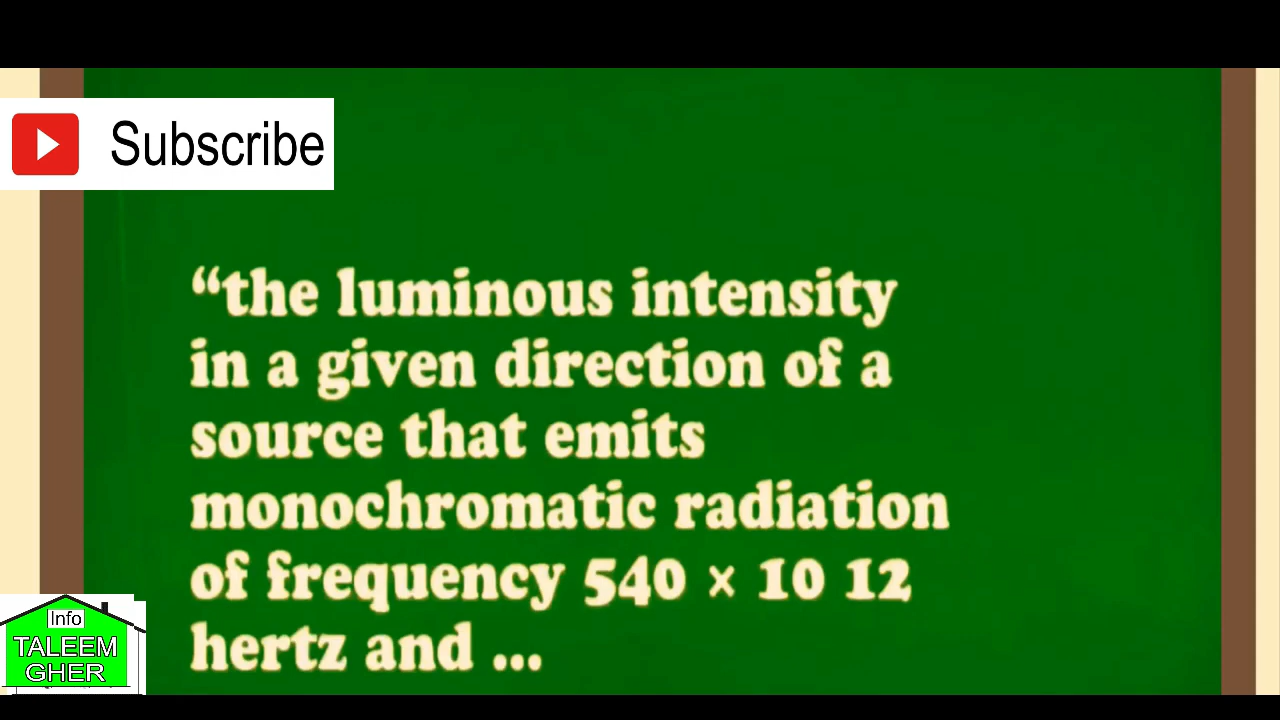 Subscribe
“the luminous intensity
in a given direction of a
source that emits
monochromatic radiation
of frequency 540 × 10 12
hertz and ...
Info
TALEEM
GHER